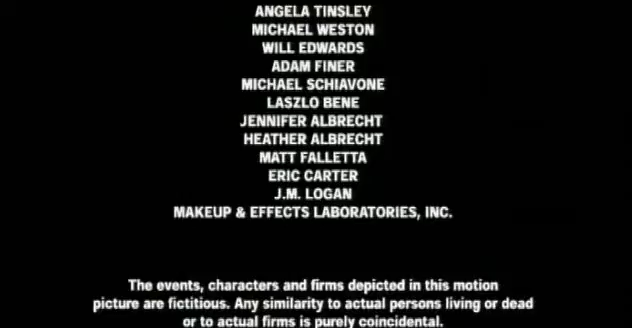 ANGELA TINSLEY
MICHAEL WESTON
WILL EDWARDS
ADAM FINER
MICHAEL SCHIAVONE
LASZLO BENE
JENNIFER ALBRECHT
HEATHER ALBRECHT
MATT FALLETTA
ERIC CARTER
J.M. LOGAN
MAKEUP & EFFECTS LABORATORIES, INC.
The events, characters and firms depicted in this motion
picture are fictitious. Any similarity to actual persons living or dead
or to actual firms is purely coincidental.